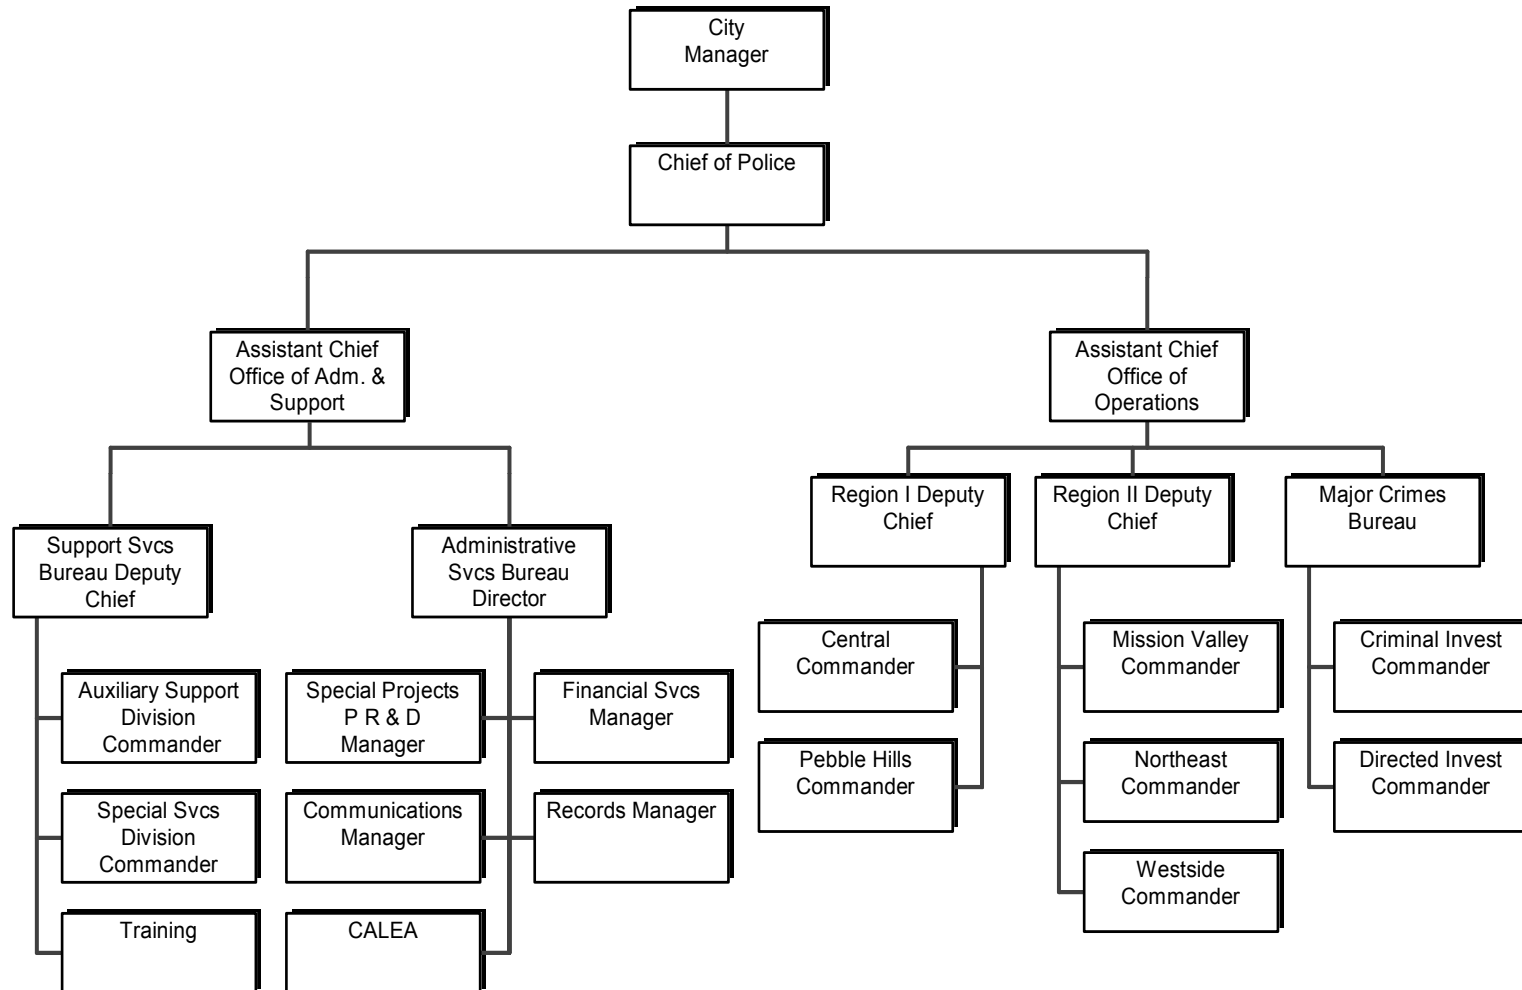 City
Manager
Chief of Police
Assistant Chief
Office of Adm. &
Support
Assistant Chief
Office of
Operations
Support Svcs
Bureau Deputy
Chief
Administrative
Svcs Bureau
Director
Region I Deputy
Chief
Region II Deputy
Chief
Major Crimes
Bureau
Auxiliary Support
Division
Commander
Special Svcs
Division
Commander
Training
Special Projects
P R & D
Manager
Communications
Manager
CALEA
Financial Svcs
Manager
Records Manager
Central
Commander
Pebble Hills
Commander
Mission Valley
Commander
Northeast
Commander
Westside
Commander
Criminal Invest
Commander
Directed Invest
Commander